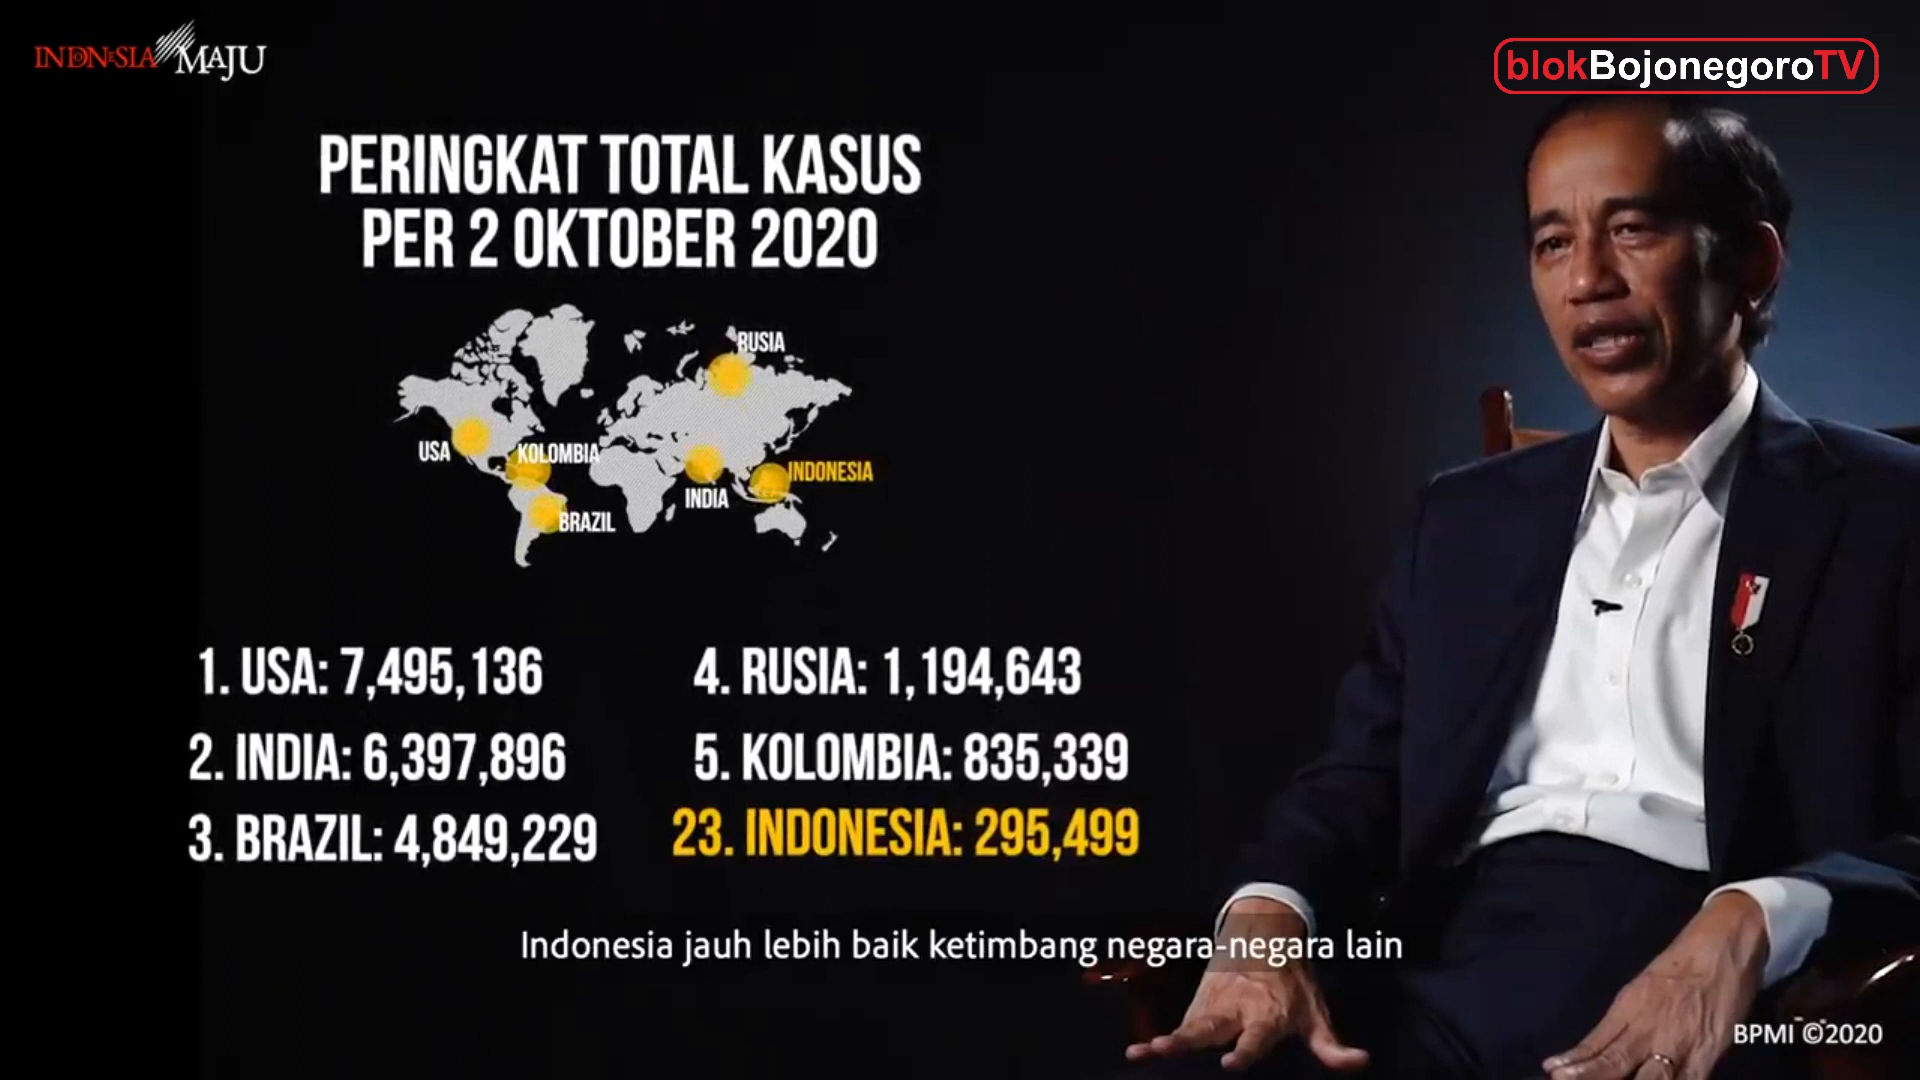 INDONESIA MAJU
blokBojonegoroTV
PERINGKAT TOTAL KASUS
PER 2 OKTOBER 2020
RUSIA
USA
KOLOMBIA
INDONESIA
INDIA
BRAZIL
1. USA: 7,495,136
2. INDIA: 6,397,896
3. BRAZIL: 4,849,229
4. RUSIA: 1,194,643
5. KOLOMBIA: 835,339
23. INDONESIA: 295,499
Indonesia jauh lebih baik ketimbang negara-negara lain
BPMI ©2020